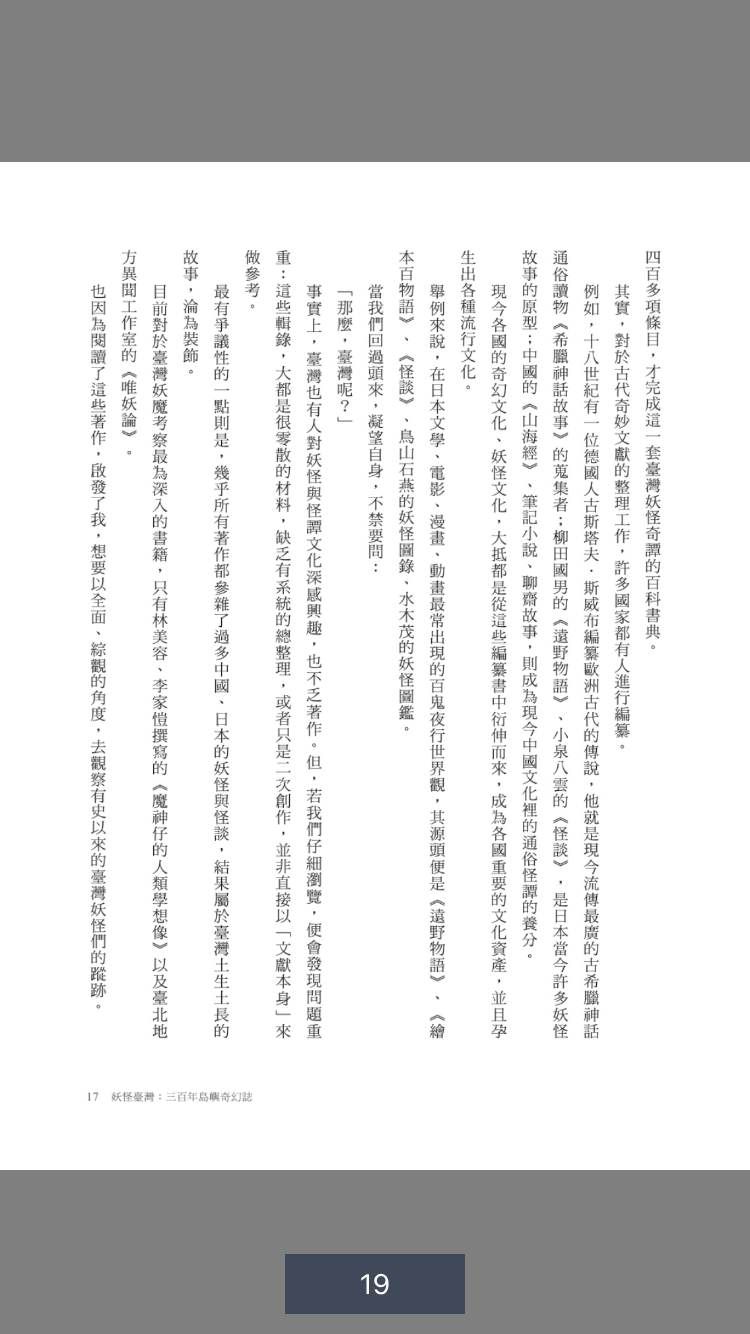 四百多項條目，才完成這一套臺灣妖怪奇譚的百科書典。
其實，對於古代奇妙文獻的整理工作，許多國家都有人進行編纂。
例如，十八世紀有一位德國人古斯塔夫．斯威布編纂歐洲古代的傳說，他就是現今流傳最廣的古希臘神話
通俗讀物《希臘神話故事》的蒐集者；柳田國男的《遠野物語》、小泉八雲的《怪談》，是日本當今許多妖怪
故事的原型；中國的《山海經》、筆記小說、聊齋故事，則成為現今中國文化裡的通俗怪譚的養分。
現今各國的奇幻文化、妖怪文化，大抵都是從這些編纂書中衍伸而來，成為各國重要的文化資產，並且孕
生出各種流行文化。
舉例來說，在日本文學、電影、漫畫、動畫最常出現的百鬼夜行世界觀，其源頭便是《遠野物語》、《繪
本百物語》、《怪談》、鳥山石燕的妖怪圖錄、水木茂的妖怪圖鑑。
當我們回過頭來，凝望自身，不禁要問：
「那麼，臺灣呢？」
事實上，臺灣也有人對妖怪與怪譚文化深感興趣，也不乏著作。但，若我們仔細瀏覽，便會發現問題重
重：這些輯錄，大都是很零散的材料，缺乏有系統的總整理，或者只是二次創作，並非直接以「文獻本身」來
做參考。
最有爭議性的一點則是，幾乎所有著作都參雜了過多中國、日本的妖怪與怪談，結果屬於臺灣土生土長的
故事，淪為裝飾。
目前對於臺灣妖魔考察最為深入的書籍，只有林美容、李家愷撰寫的《魔神仔的人類學想像》以及臺北地
方異聞工作室的《唯妖論》。
也因為閱讀了這些著作，啟發了我，想要以全面、綜觀的角度，去觀察有史以來的臺灣妖怪們的蹤跡。
17 妖怪臺灣：三百年島嶼奇幻誌
19